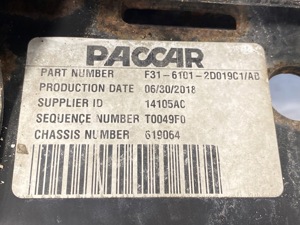 PACCAR
PART NUMBER F31-6101-2D019C1/AB
PRODUCTION DATE 06/30/2018
SUPPLIER ID 14105AC
SEQUENCE NUMBER T0049F0
CHASSIS NUMBER 619064